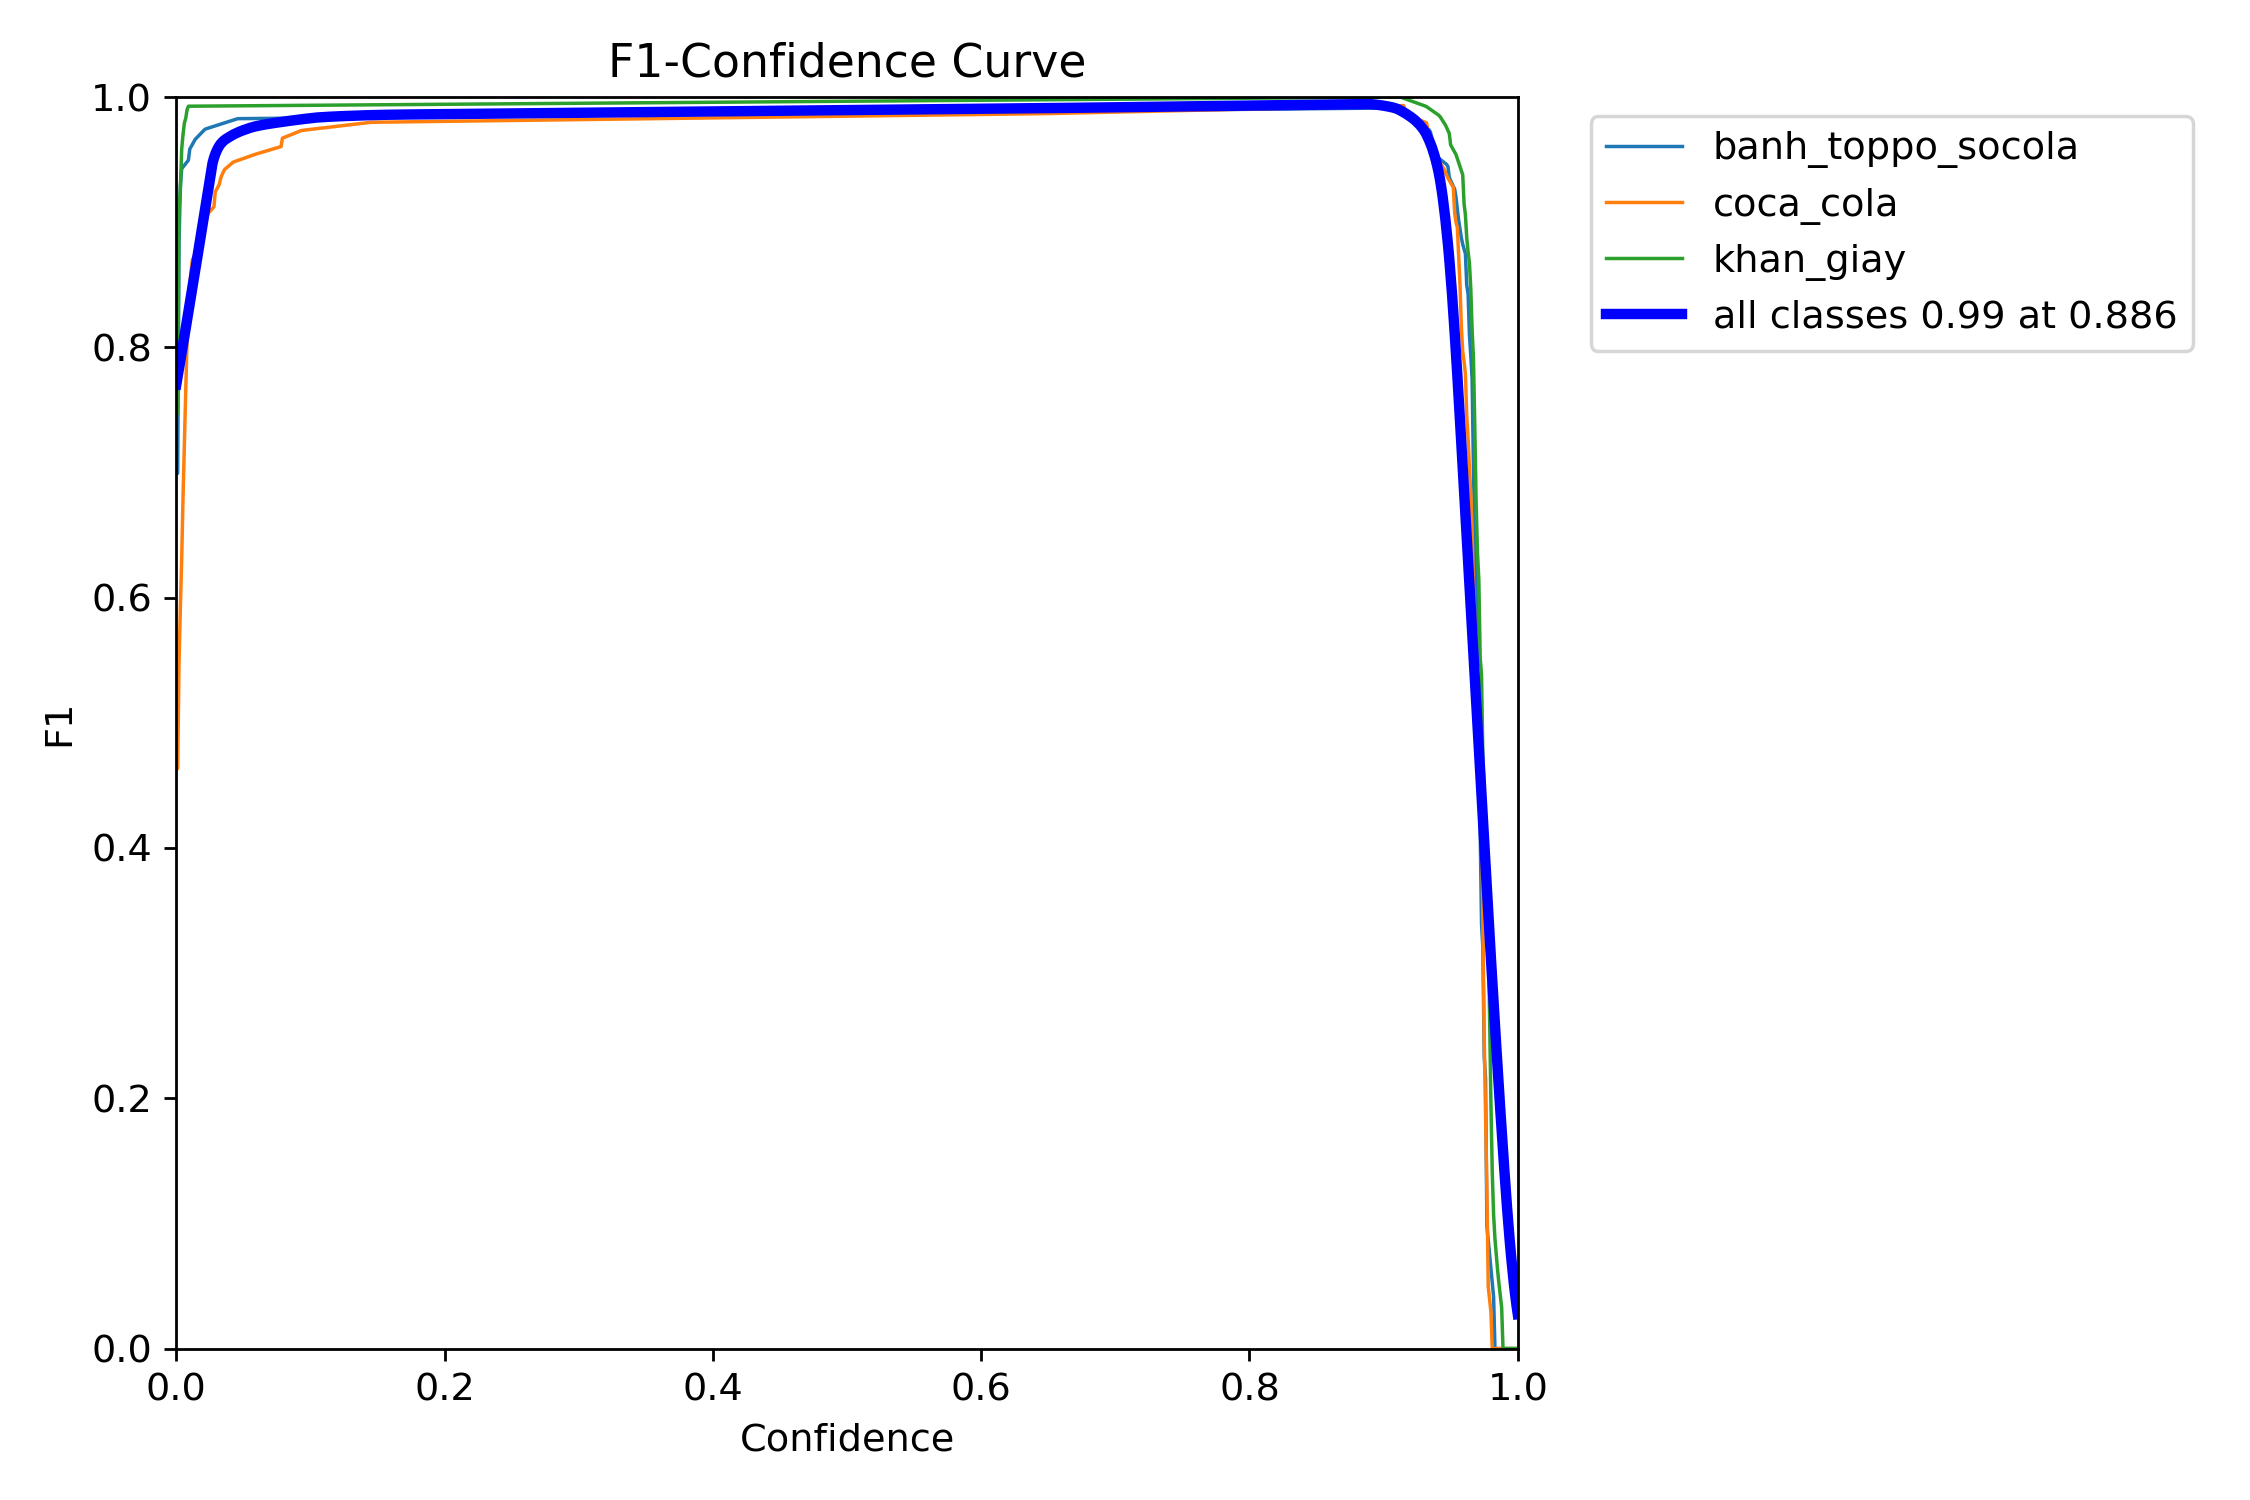 F1-Confidence Curve
1.0
0.8
0.6
0.4
0.2
0.0
F1
0.0 0.2 0.4 0.6 0.8 1.0
Confidence
banh_toppo_socola
coca_cola
khan_giay
all classes 0.99 at 0.886